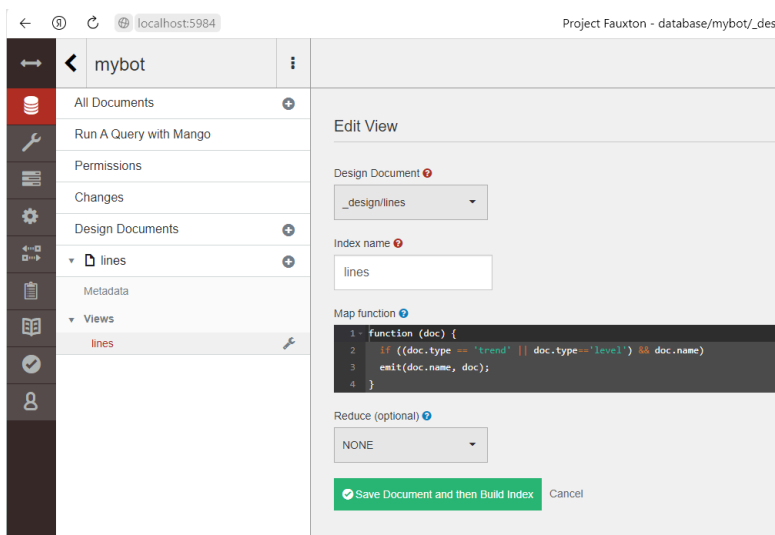 localhost:5984
Project Fauxton - database/mybot/_des
mybot
All Documents
Run A Query with Mango
Permissions
Changes
Design Documents
lines
Metadata
Views
lines
Edit View
Design Document
_design/lines
Index name
lines
Map function
1 function (doc) {
2 if ((doc.type == 'trend' || doc.type=='level') && doc.name)
3 emit(doc.name, doc);
4 }
Reduce (optional)
NONE
Save Document and then Build Index Cancel